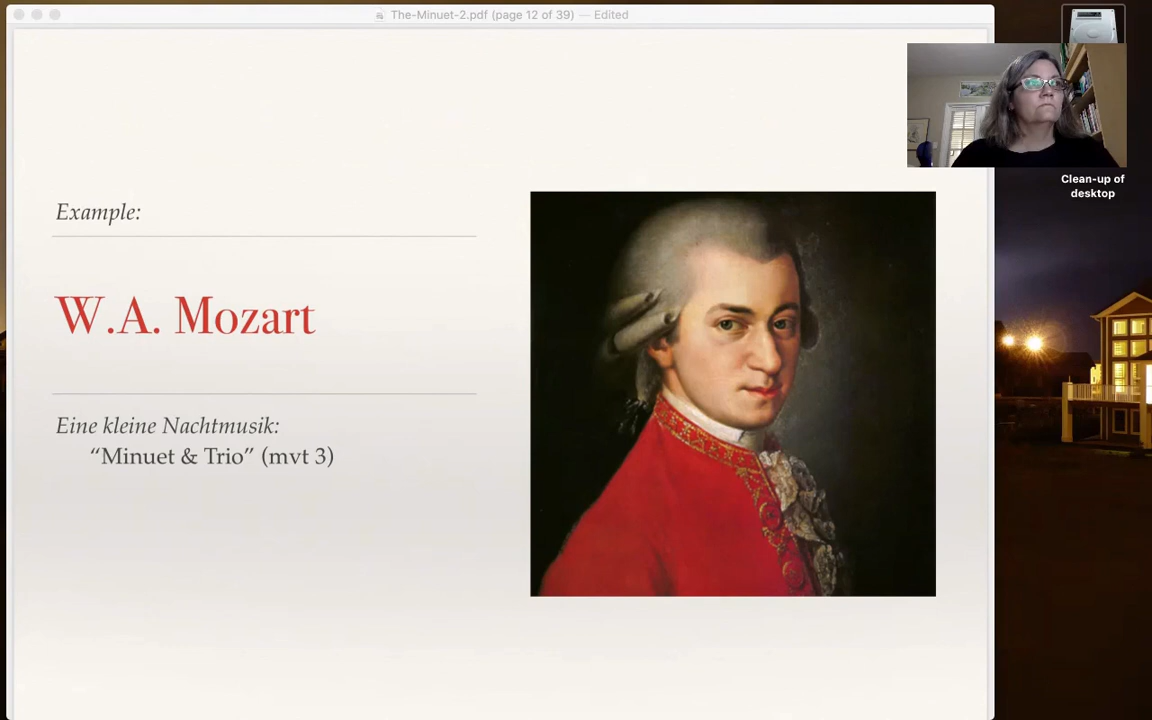 The-Minuet-2.pdf (page 12 of 39) — Edited
Clean-up of
desktop
Example:
W.A. Mozart
Eine kleine Nachtmusik:
“Minuet & Trio” (mvt 3)